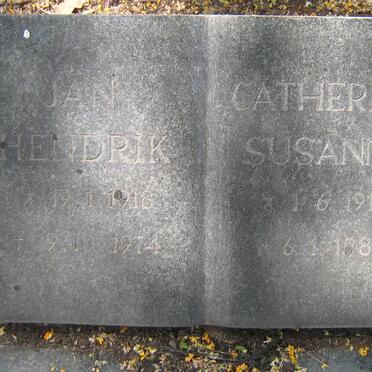 JAN
HENDRIK
* 19.1.1916
† 9.10.1974
CATHER
SUSAN
* 1.6.19
6.1.198